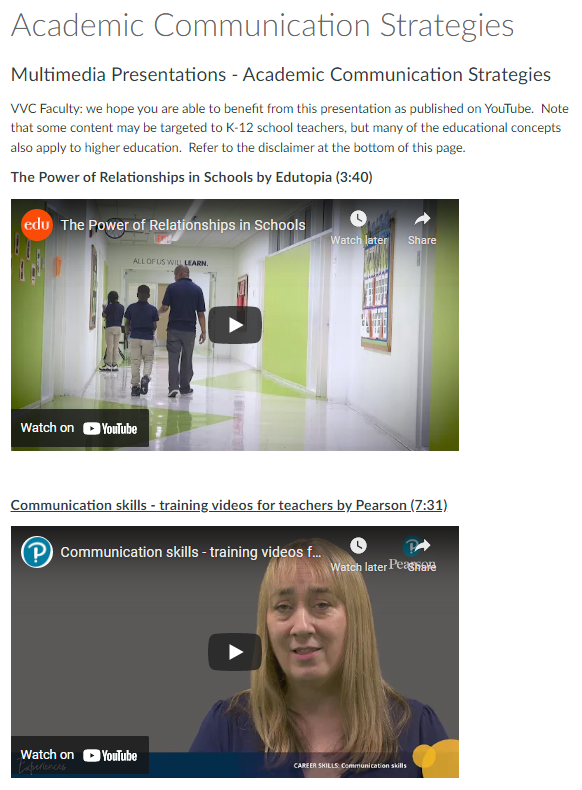 Academic Communication Strategies
Multimedia Presentations - Academic Communication Strategies
VVC Faculty: we hope you are able to benefit from this presentation as published on YouTube.  Note
that some content may be targeted to K-12 school teachers, but many of the educational concepts
also apply to higher education.  Refer to the disclaimer at the bottom of this page.
The Power of Relationships in Schools by Edutopia (3:40)
edu The Power of Relationships in Schools
Watch later Share
ALL OF US WILL LEARN.
Watch on YouTube
Communication skills - training videos for teachers by Pearson (7:31)
P Communication skills - training videos f...
Watch later Share
Pearson
Watch on YouTube
Experiences
CAREER SKILLS: Communication skills